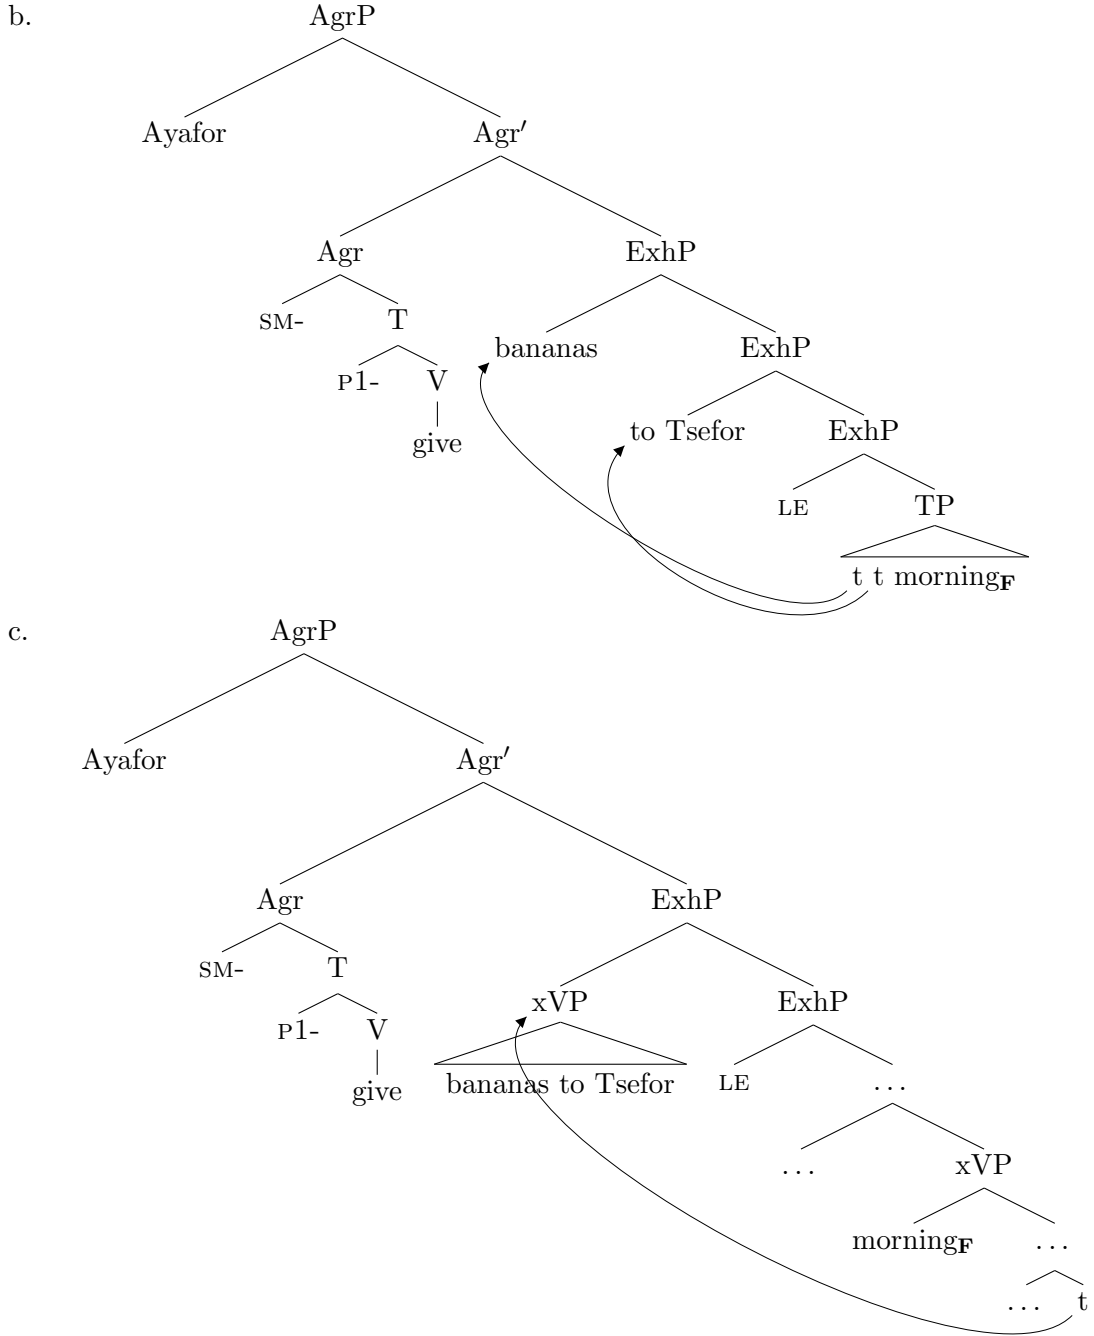 b.
AgrP
Ayafor Agr′
Agr ExhP
SM- T
bananas ExhP
P1- V
to Tsefor ExhP
give
LE TP
t t morningF
c.
AgrP
Ayafor Agr′
Agr ExhP
SM- T
xVP ExhP
P1- V
bananas to Tsefor LE …
give
… xVP
morningF …
… t